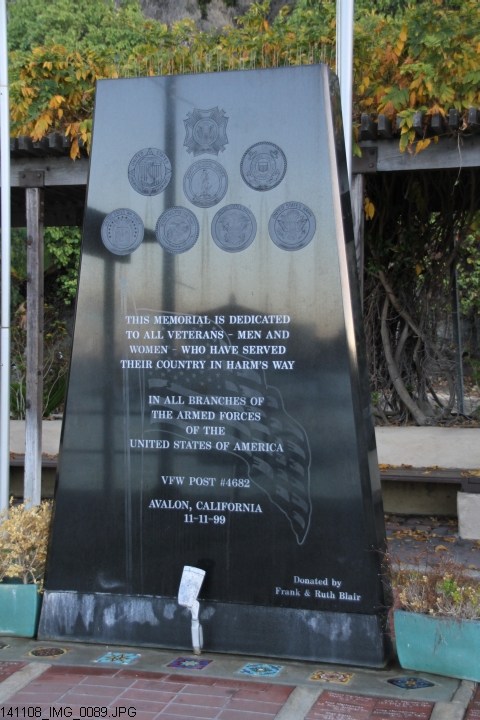 THIS MEMORIAL IS DEDICATED
TO ALL VETERANS - MEN AND
WOMEN - WHO HAVE SERVED
THEIR COUNTRY IN HARM'S WAY
IN ALL BRANCHES OF
THE ARMED FORCES
OF THE
UNITED STATES OF AMERICA
VFW POST #4682
AVALON, CALIFORNIA
11-11-99
Donated by
Frank & Ruth Blair
141108_IMG_0089.JPG